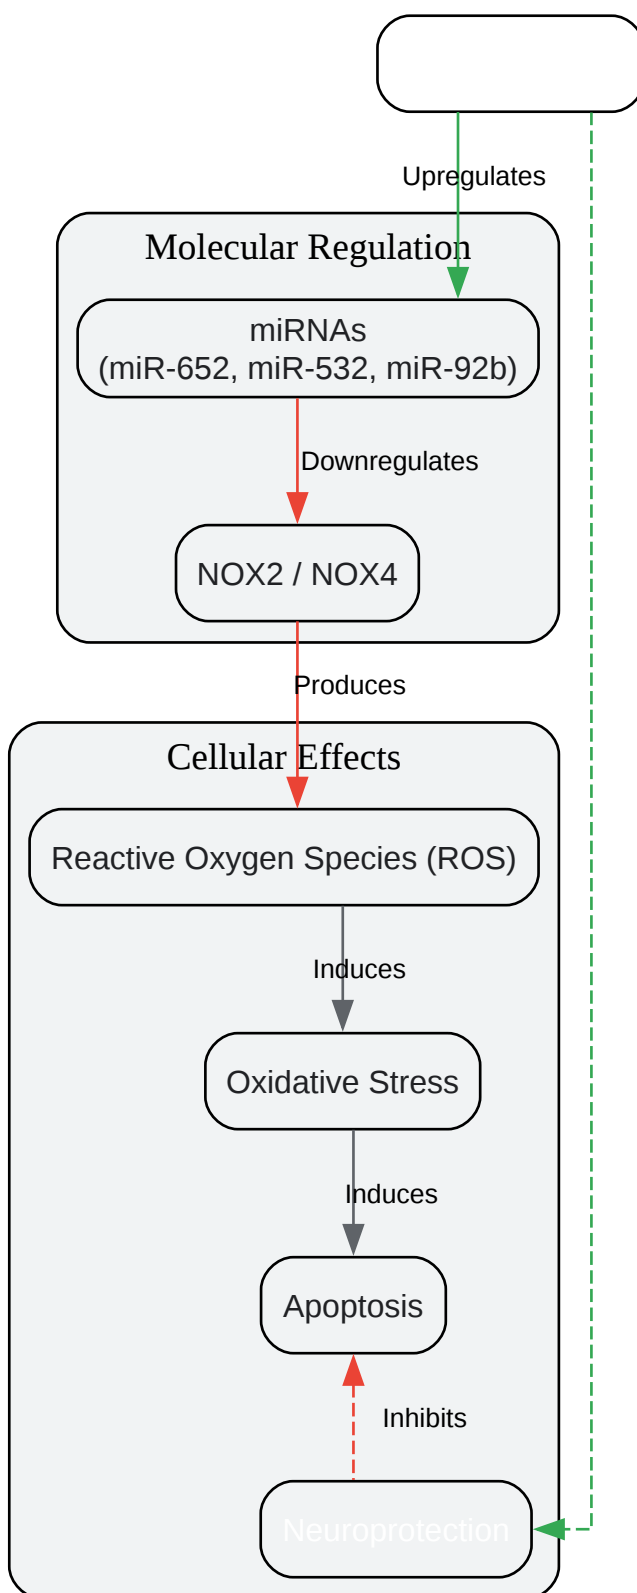 Upregulates
Molecular Regulation
miRNAs
(miR-652, miR-532, miR-92b)
Downregulates
NOX2 / NOX4
Produces
Cellular Effects
Reactive Oxygen Species (ROS)
Induces
Oxidative Stress
Induces
Apoptosis
Inhibits
Neuroprotection